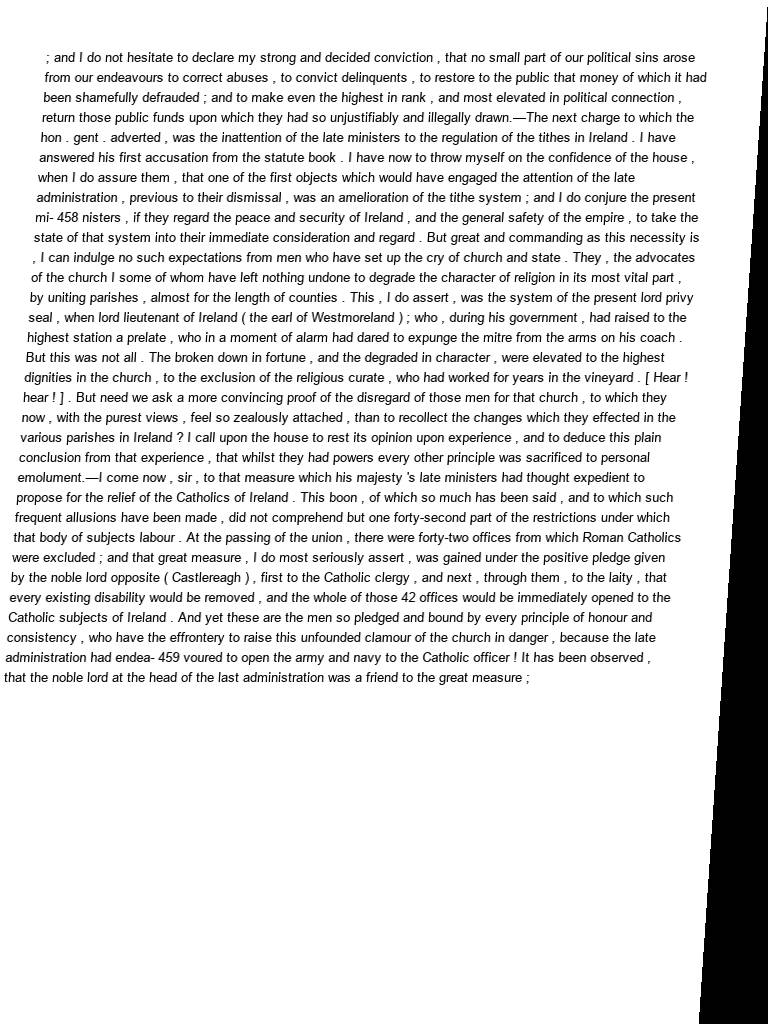 ; and I do not hesitate to declare my strong and decided conviction , that no small part of our political sins arose
from our endeavours to correct abuses , to convict delinquents , to restore to the public that money of which it had
been shamefully defrauded ; and to make even the highest in rank , and most elevated in political connection ,
return those public funds upon which they had so unjustifiably and illegally drawn.—The next charge to which the
hon . gent . adverted , was the inattention of the late ministers to the regulation of the tithes in Ireland . I have
answered his first accusation from the statute book . I have now to throw myself on the confidence of the house ,
when I do assure them , that one of the first objects which would have engaged the attention of the late
administration , previous to their dismissal , was an amelioration of the tithe system ; and I do conjure the present
mi- 458 nisters , if they regard the peace and security of Ireland , and the general safety of the empire , to take the
state of that system into their immediate consideration and regard . But great and commanding as this necessity is
, I can indulge no such expectations from men who have set up the cry of church and state . They , the advocates
of the church I some of whom have left nothing undone to degrade the character of religion in its most vital part ,
by uniting parishes , almost for the length of counties . This , I do assert , was the system of the present lord privy
seal , when lord lieutenant of Ireland ( the earl of Westmoreland ) ; who , during his government , had raised to the
highest station a prelate , who in a moment of alarm had dared to expunge the mitre from the arms on his coach .
But this was not all . The broken down in fortune , and the degraded in character , were elevated to the highest
dignities in the church , to the exclusion of the religious curate , who had worked for years in the vineyard . [ Hear !
hear ! ] . But need we ask a more convincing proof of the disregard of those men for that church , to which they
now , with the purest views , feel so zealously attached , than to recollect the changes which they effected in the
various parishes in Ireland ? I call upon the house to rest its opinion upon experience , and to deduce this plain
conclusion from that experience , that whilst they had powers every other principle was sacrificed to personal
emolument.—I come now , sir , to that measure which his majesty 's late ministers had thought expedient to
propose for the relief of the Catholics of Ireland . This boon , of which so much has been said , and to which such
frequent allusions have been made , did not comprehend but one forty-second part of the restrictions under which
that body of subjects labour . At the passing of the union , there were forty-two offices from which Roman Catholics
were excluded ; and that great measure , I do most seriously assert , was gained under the positive pledge given
by the noble lord opposite ( Castlereagh ) , first to the Catholic clergy , and next , through them , to the laity , that
every existing disability would be removed , and the whole of those 42 offices would be immediately opened to the
Catholic subjects of Ireland . And yet these are the men so pledged and bound by every principle of honour and
consistency , who have the effrontery to raise this unfounded clamour of the church in danger , because the late
administration had endea- 459 voured to open the army and navy to the Catholic officer ! It has been observed ,
that the noble lord at the head of the last administration was a friend to the great measure ;